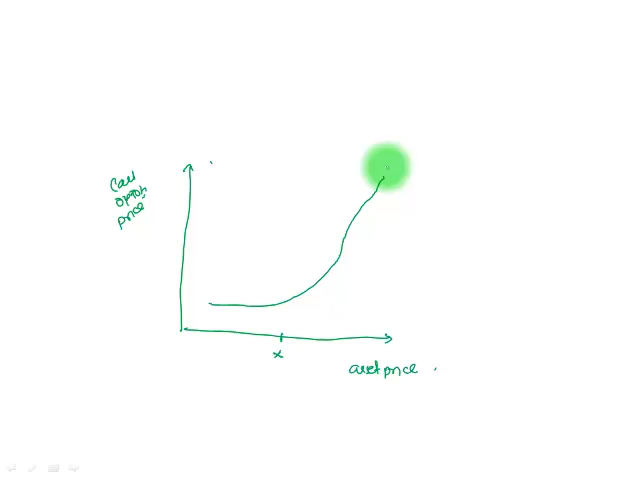 Call
option
price
x
asset price